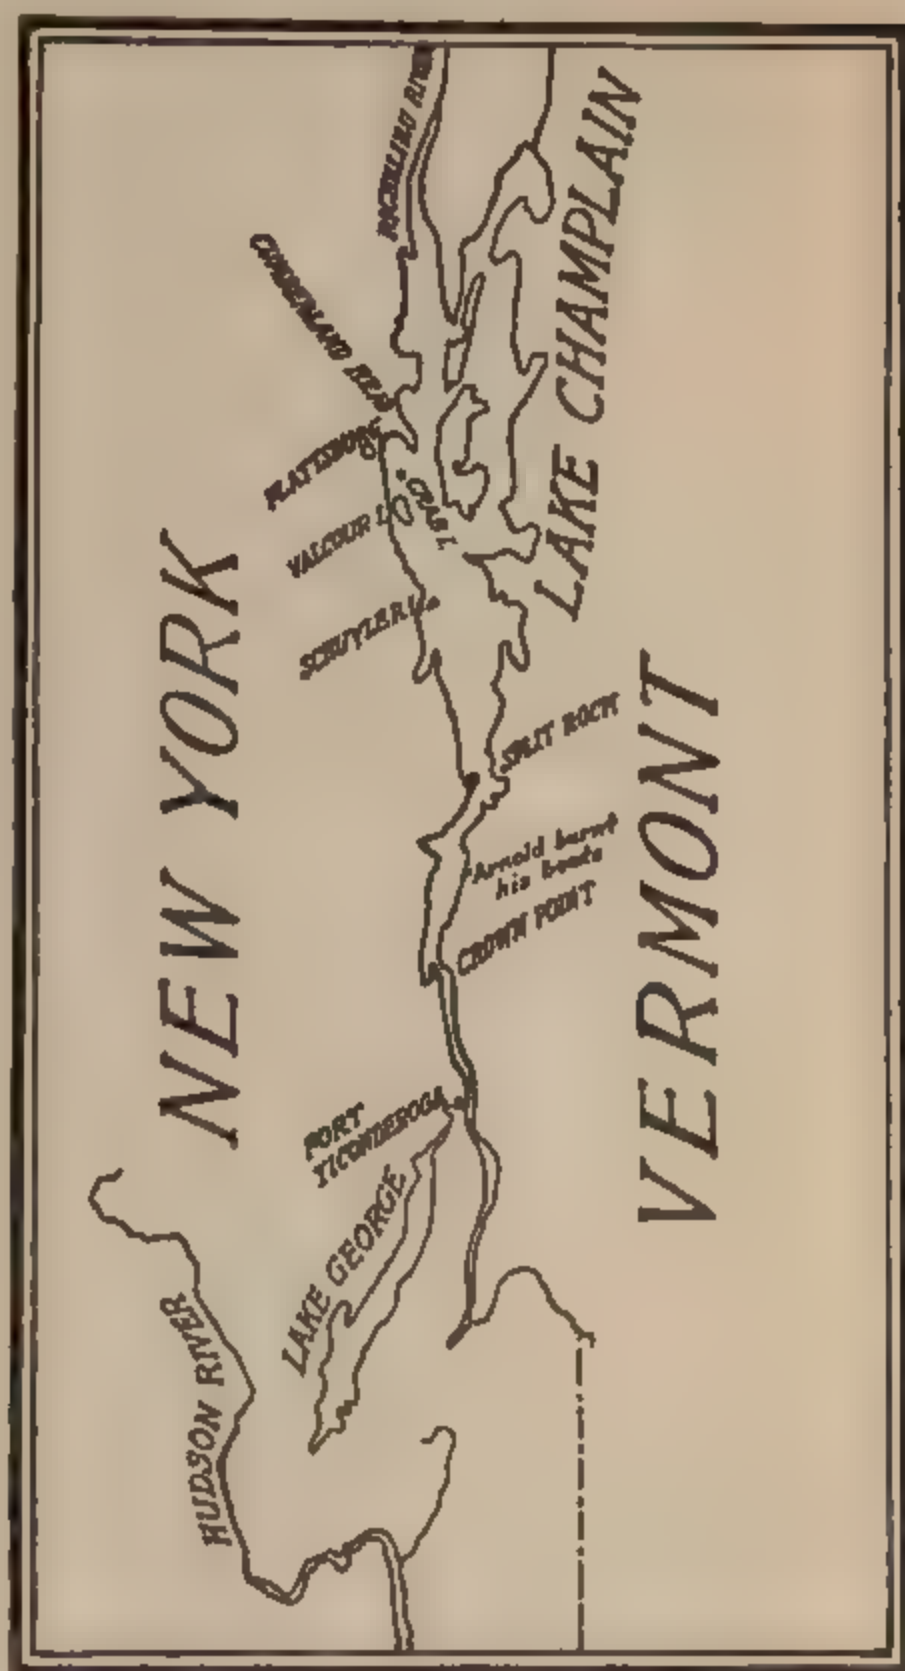 RICHELIEU RIVER
LAKE CHAMPLAIN
CUMBERLAND HEAD
PLATTSBURG
CRAB I.
VALCOUR I.
SCHUYLER I.
NEW YORK
SPLIT ROCK
Arnold burnt
his boats
CROWN POINT
VERMONT
FORT
TICONDEROGA
LAKE GEORGE
HUDSON RIVER